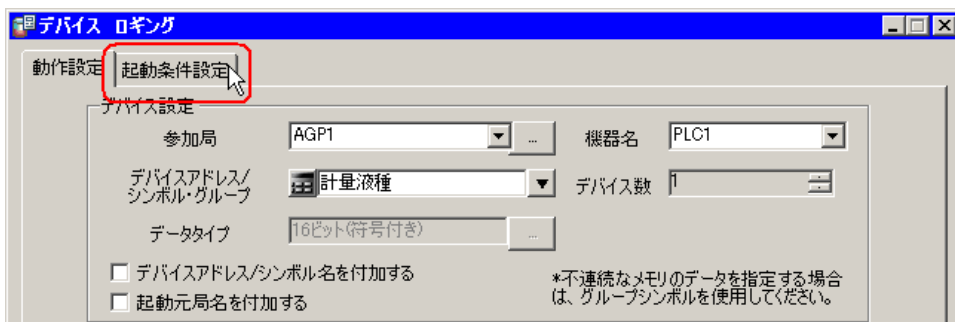 デバイス ロギング
動作設定 起動条件設定
デバイス設定
参加局 AGP1 ... 機器名 PLC1
デバイスアドレス/
シンボル・グループ 計量液種 デバイス数 1
データタイプ 16ビット(符号付き) ...
デバイスアドレス/シンボル名を付加する
起動元局名を付加する
*不連続なメモリのデータを指定する場合
は、グループシンボルを使用してください。